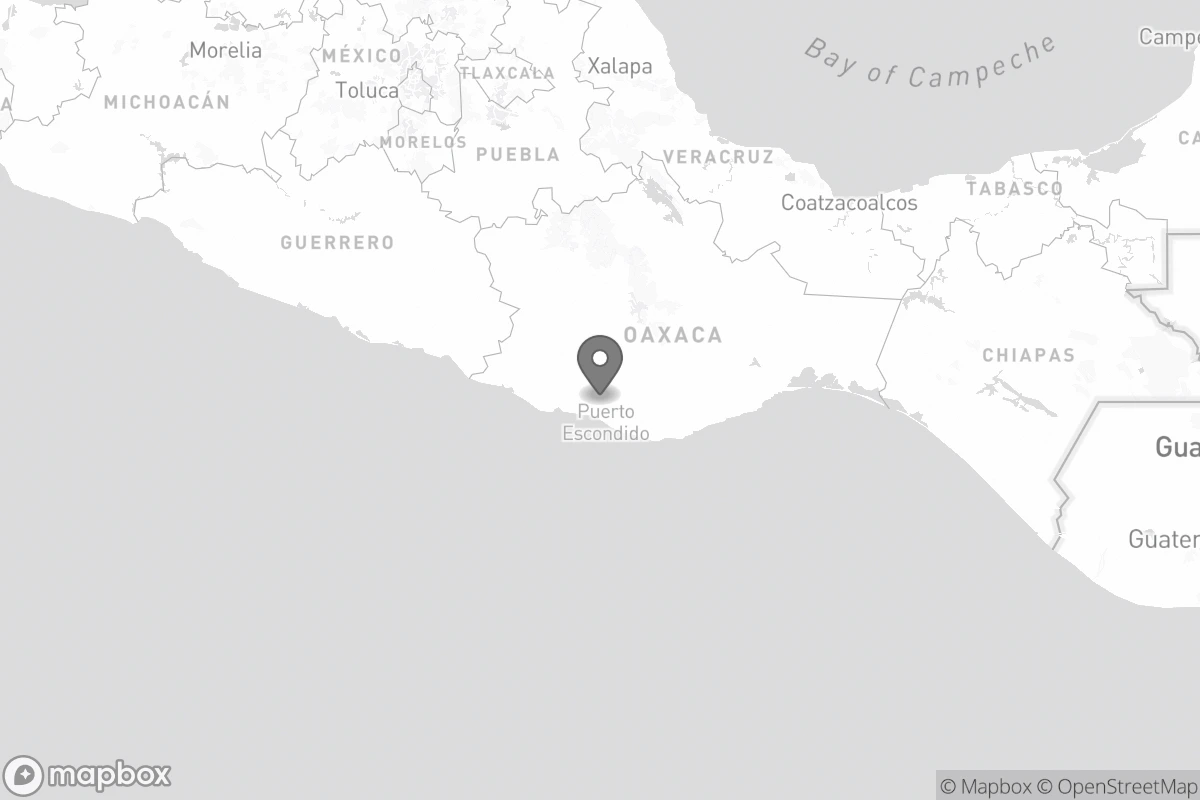 Morelia
MÉXICO
Xalapa
Bay of Campeche
Campe
TLAXCALA
Toluca
A
MICHOACÁN
MORELOS
PUEBLA
VERACRUZ
CA
TABASCO
Coatzacoalcos
GUERRERO
OAXACA
CHIAPAS
Puerto
Escondido
Gua
Guater
mapbox
© Mapbox © OpenStreetMap